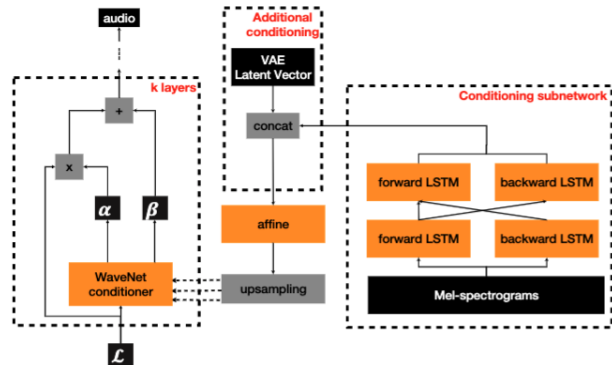 audio
k layers
+
x
α
β
WaveNet
conditioner
ℒ
Additional
conditioning
VAE
Latent Vector
concat
affine
upsampling
Conditioning subnetwork
forward LSTM
backward LSTM
forward LSTM
backward LSTM
Mel-spectrograms